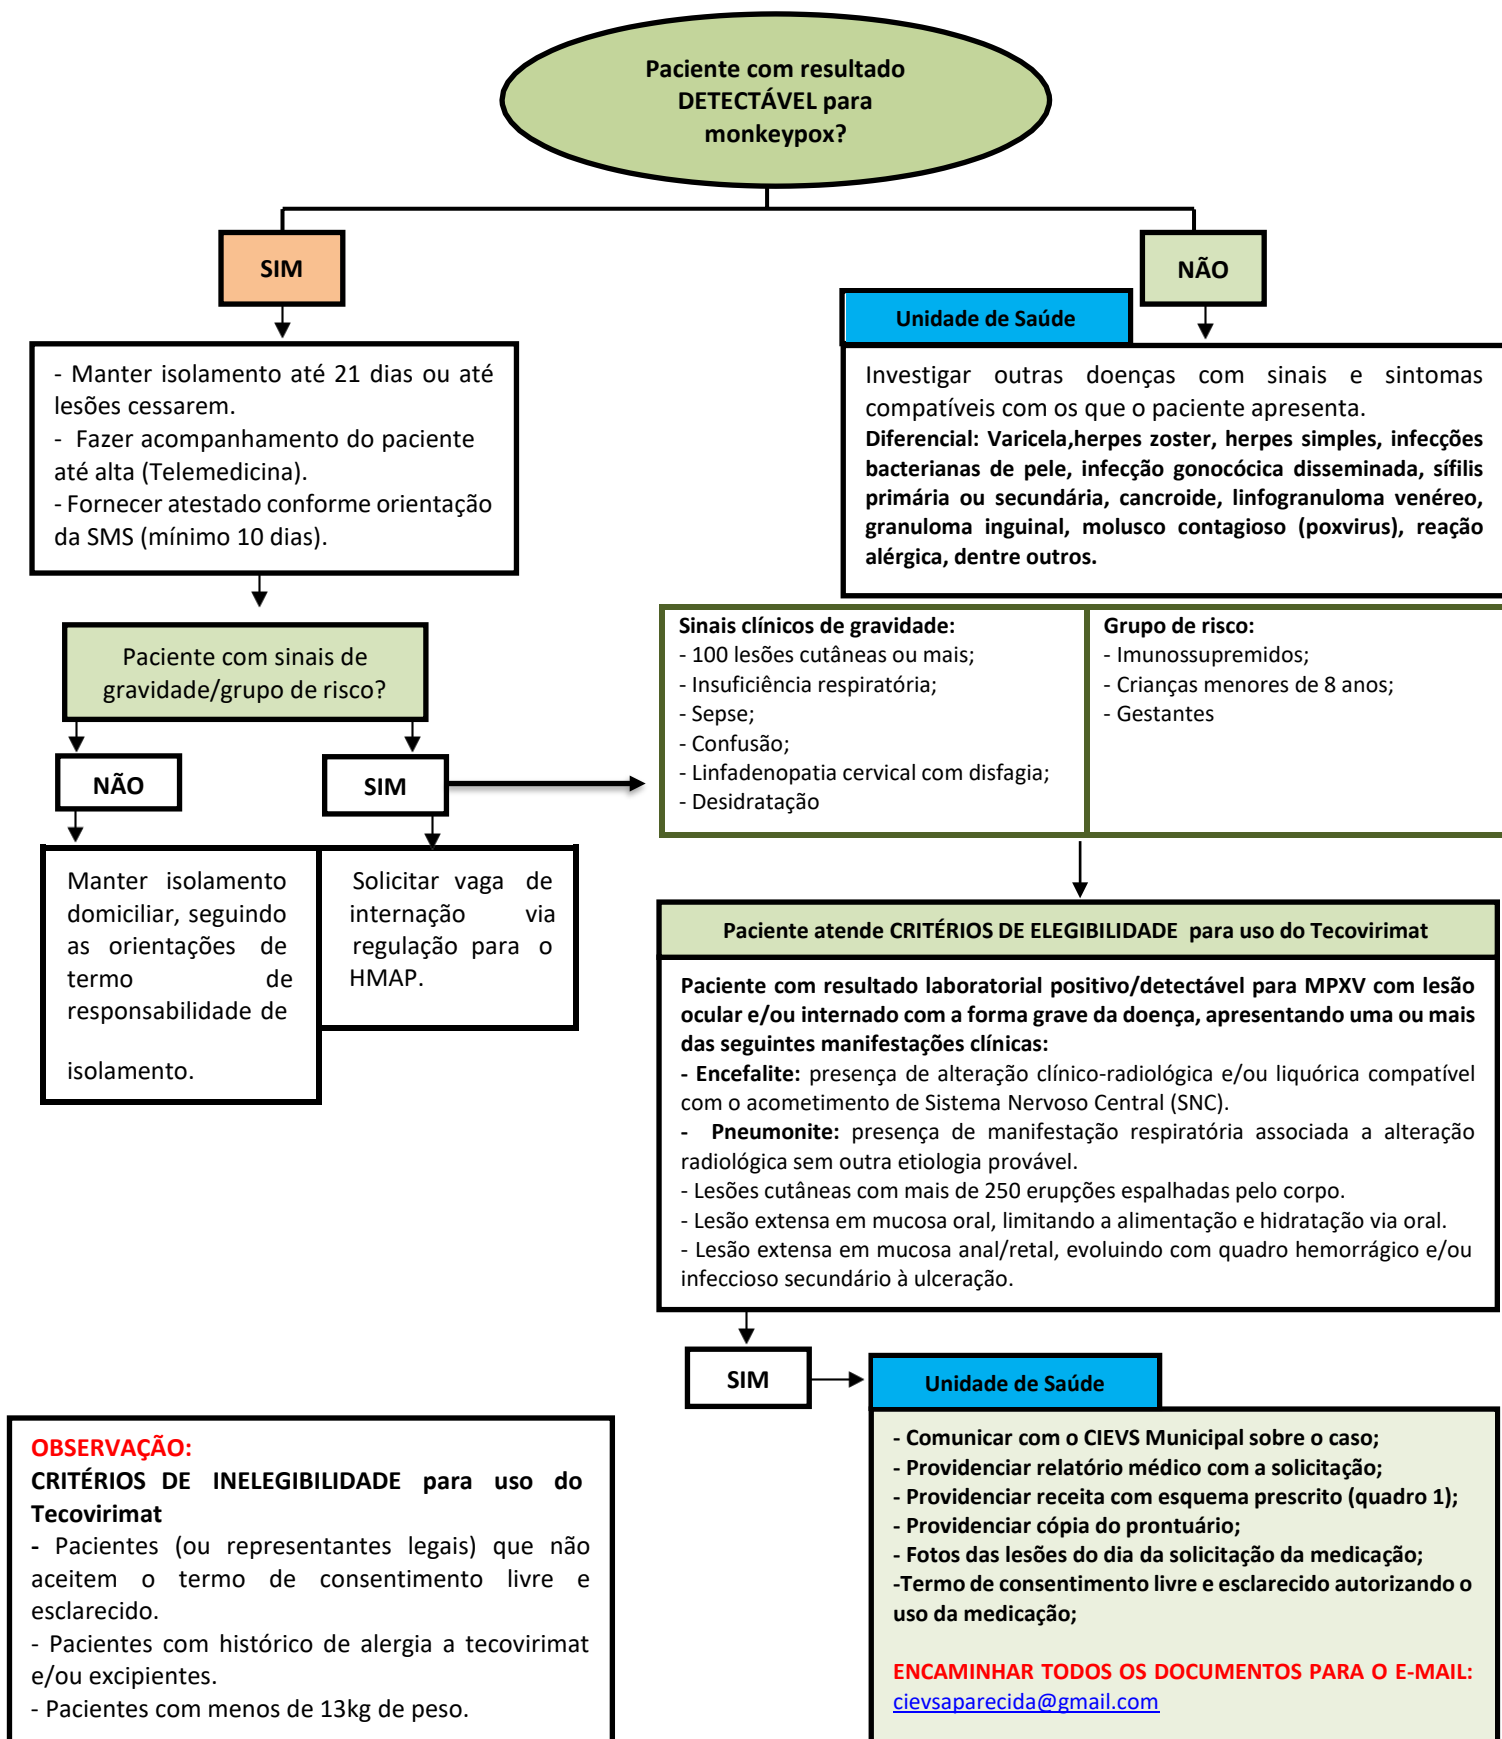 Paciente com resultado
DETECTÁVEL para
monkeypox?
SIM
NÃO
- Manter isolamento até 21 dias ou até
lesões cessarem.
- Fazer acompanhamento do paciente
até alta (Telemedicina).
- Fornecer atestado conforme orientação
da SMS (mínimo 10 dias).
Unidade de Saúde
Investigar outras doenças com sinais e sintomas
compatíveis com os que o paciente apresenta.
Diferencial: Varicela,herpes zoster, herpes simples, infecções
bacterianas de pele, infecção gonocócica disseminada, sífilis
primária ou secundária, cancroide, linfogranuloma venéreo,
granuloma inguinal, molusco contagioso (poxvirus), reação
alérgica, dentre outros.
Paciente com sinais de
gravidade/grupo de risco?
NÃO
SIM
Manter isolamento
domiciliar, seguindo
as orientações de
termo de
responsabilidade de
isolamento.
Solicitar vaga de
internação via
regulação para o
HMAP.
Sinais clínicos de gravidade:
- 100 lesões cutâneas ou mais;
- Insuficiência respiratória;
- Sepse;
- Confusão;
- Linfadenopatia cervical com disfagia;
- Desidratação
Grupo de risco:
- Imunossupremidos;
- Crianças menores de 8 anos;
- Gestantes
Paciente atende CRITÉRIOS DE ELEGIBILIDADE para uso do Tecovirimat
Paciente com resultado laboratorial positivo/detectável para MPXV com lesão
ocular e/ou internado com a forma grave da doença, apresentando uma ou mais
das seguintes manifestações clínicas:
- Encefalite: presença de alteração clínico-radiológica e/ou liquórica compatível
com o acometimento de Sistema Nervoso Central (SNC).
- Pneumonite: presença de manifestação respiratória associada a alteração
radiológica sem outra etiologia provável.
- Lesões cutâneas com mais de 250 erupções espalhadas pelo corpo.
- Lesão extensa em mucosa oral, limitando a alimentação e hidratação via oral.
- Lesão extensa em mucosa anal/retal, evoluindo com quadro hemorrágico e/ou
infeccioso secundário à ulceração.
SIM
Unidade de Saúde
- Comunicar com o CIEVS Municipal sobre o caso;
- Providenciar relatório médico com a solicitação;
- Providenciar receita com esquema prescrito (quadro 1);
- Providenciar cópia do prontuário;
- Fotos das lesões do dia da solicitação da medicação;
-Termo de consentimento livre e esclarecido autorizando o
uso da medicação;
ENCAMINHAR TODOS OS DOCUMENTOS PARA O E-MAIL:
cievsaparecida@gmail.com
OBSERVAÇÃO:
CRITÉRIOS DE INELEGIBILIDADE para uso do
Tecovirimat
- Pacientes (ou representantes legais) que não
aceitem o termo de consentimento livre e
esclarecido.
- Pacientes com histórico de alergia a tecovirimat
e/ou excipientes.
- Pacientes com menos de 13kg de peso.